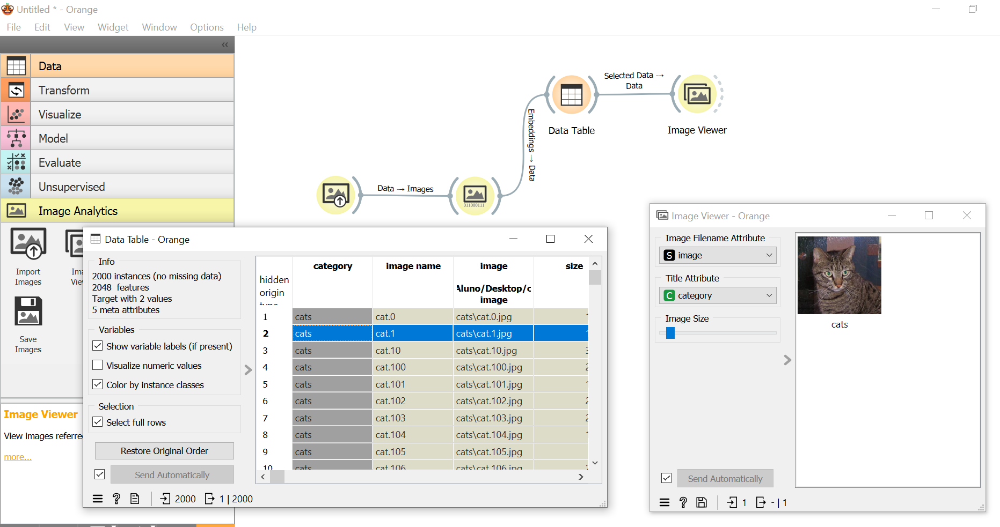 Untitled * - Orange
File Edit View Widget Window Options Help
«
Data
Transform
Visualize
Model
Evaluate
Unsupervised
Image Analytics
Import
Images
Save
Images
Image Viewer
View images
more...
Data → Images
011000111
Embeddings → Data
Data Table
Selected Data →
Data
Image Viewer
Data Table - Orange
Info
2000 instances (no missing data)
2048 features
Target with 2 values
5 meta attributes
Variables
Show variable labels (if present)
Visualize numeric values
Color by instance classes
Selection
Select full rows
Restore Original Order
Send Automatically
2000 1 | 2000
category image name image size
hidden
origin Aluno/Desktop/c
type image
1 cats cat.0 cats\cat.0.jpg 1
2 cats cat.1 cats\cat.1.jpg 1
3 cats cat.10 cats\cat.10.jpg 3
4 cats cat.100 cats\cat.100.jpg 2
5 cats cat.101 cats\cat.101.jpg 1
6 cats cat.102 cats\cat.102.jpg 2
7 cats cat.103 cats\cat.103.jpg 2
8 cats cat.104 cats\cat.104.jpg 1
9 cats cat.105 cats\cat.105.jpg
10 cats cat.106 cats\cat.106.jpg
Image Viewer - Orange
Image Filename Attribute
S image
Title Attribute
C category
Image Size
cats
Send Automatically
1 - | 1